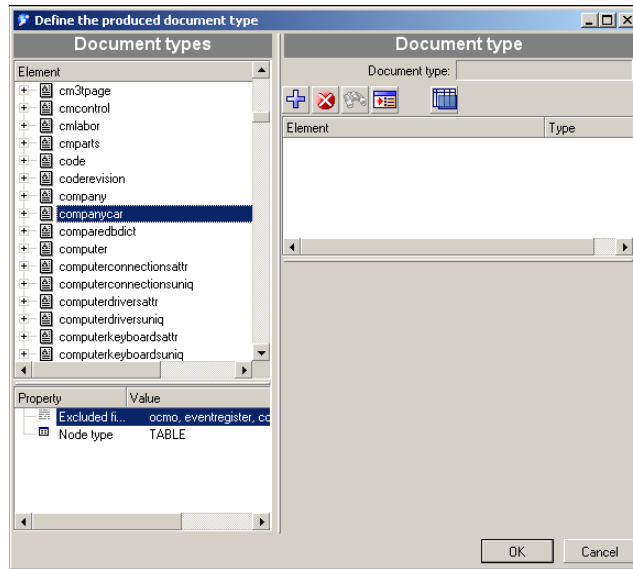 Define the produced document type
Document types
Element
cm3tpage
cmcontrol
cmlabor
cmparts
code
coderevision
company
companycar
comparedbdict
computer
computerconnectionsattr
computerconnectionsuniq
computerdriversattr
computerdriversuniq
computerkeyboardsattr
computerkeyboardsuniq
Property Value
Excluded fi... ocmo, eventregister, cc
Node type TABLE
Document type
Document type:
Element Type
OK Cancel